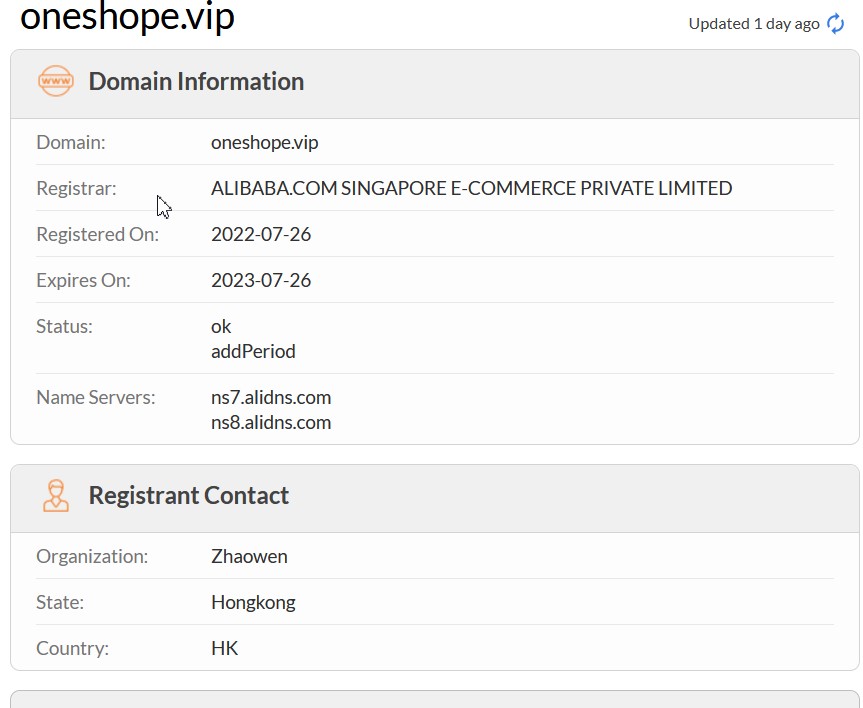 oneshope.vip
Updated 1 day ago
www
Domain Information
Domain: oneshope.vip
Registrar: ALIBABA.COM SINGAPORE E-COMMERCE PRIVATE LIMITED
Registered On: 2022-07-26
Expires On: 2023-07-26
Status: ok
addPeriod
Name Servers: ns7.alidns.com
ns8.alidns.com
Registrant Contact
Organization: Zhaowen
State: Hongkong
Country: HK